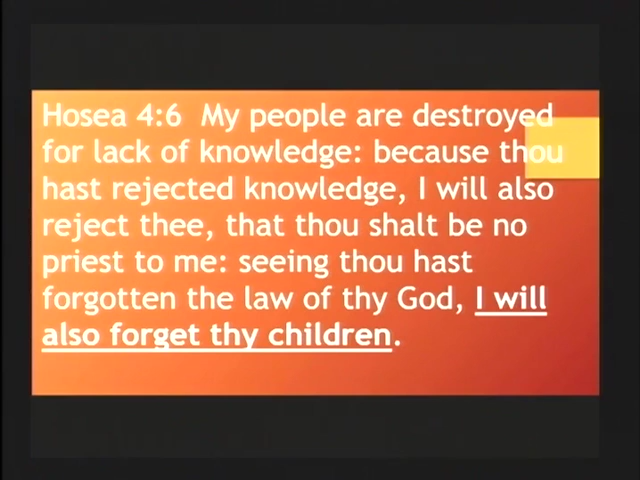 Hosea 4:6  My people are destroyed
for lack of knowledge: because thou
hast rejected knowledge, I will also
reject thee, that thou shalt be no
priest to me: seeing thou hast
forgotten the law of thy God, I will
also forget thy children.